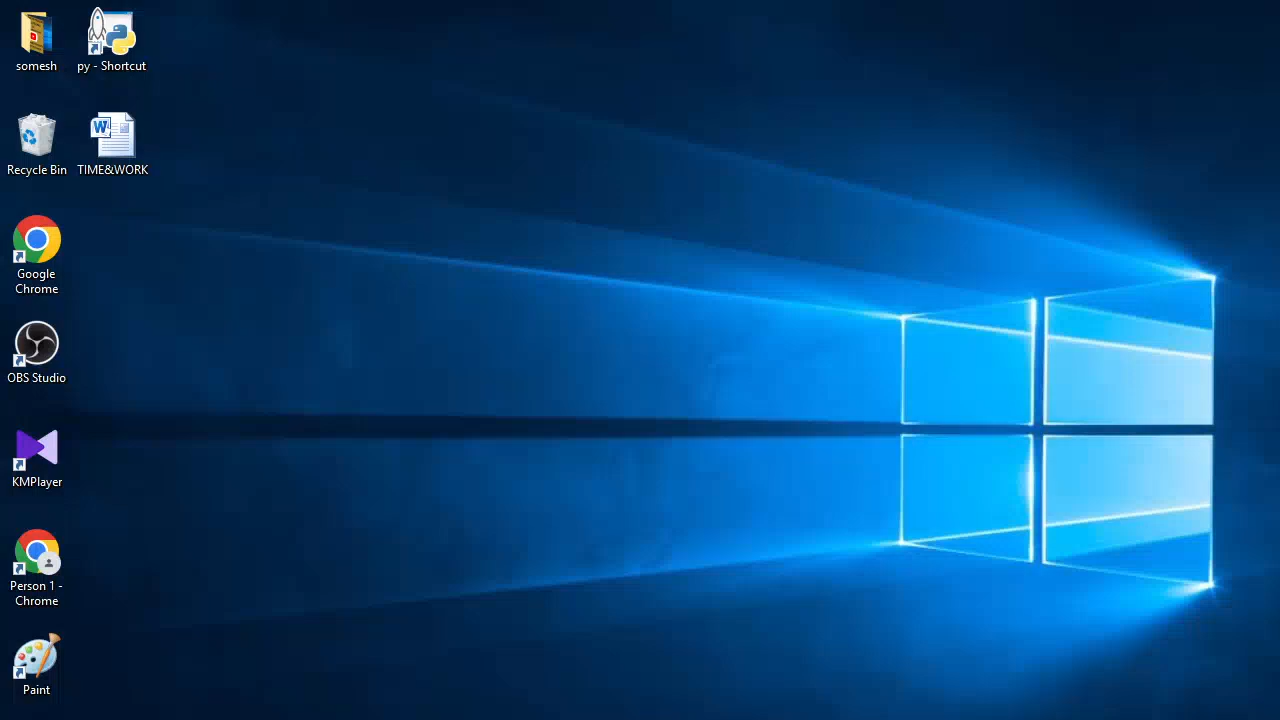 somesh
py - Shortcut
Recycle Bin
TIME&WORK
Google
Chrome
OBS Studio
KMPlayer
Person 1 -
Chrome
Paint